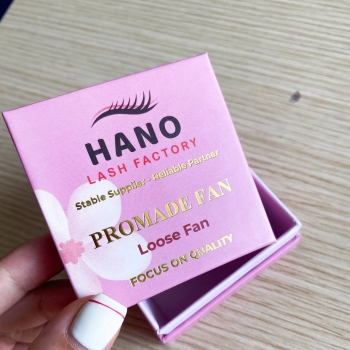 HANO
LASH FACTORY
Stable Supplier - Reliable Partner
PROMADE FAN
Loose Fan
FOCUS ON QUALITY